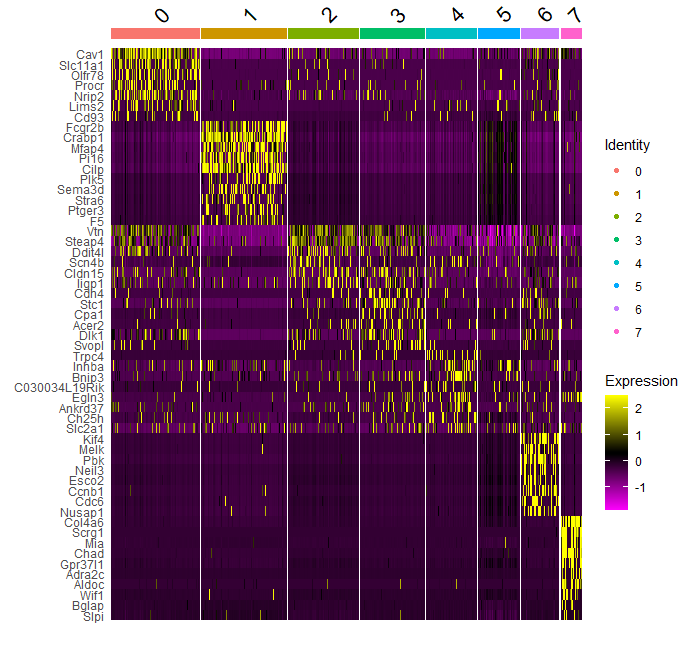 0 1 2 3 4 5 6 7
Cav1
Slc11a1
Olfr78
Procr
Nrip2
Lims2
Cd93
Fcgr2b
Crabp1
Mfap4
Pi16
Cilp
Plk5
Sema3d
Stra6
Ptger3
F5
Vtn
Steap4
Ddit4l
Scn4b
Cldn15
Iigp1
Cdh4
Stc1
Cpa1
Acer2
Dlk1
Svopl
Trpc4
Inhba
Bnip3
C030034L19Rik
Egln3
Ankrd37
Ch25h
Slc2a1
Kif4
Melk
Pbk
Neil3
Esco2
Ccnb1
Cdc6
Nusap1
Col4a6
Scrg1
Mia
Chad
Gpr37l1
Adra2c
Aldoc
Wif1
Bglap
Slpi
Identity
0
1
2
3
4
5
6
7
Expression
2
1
0
-1